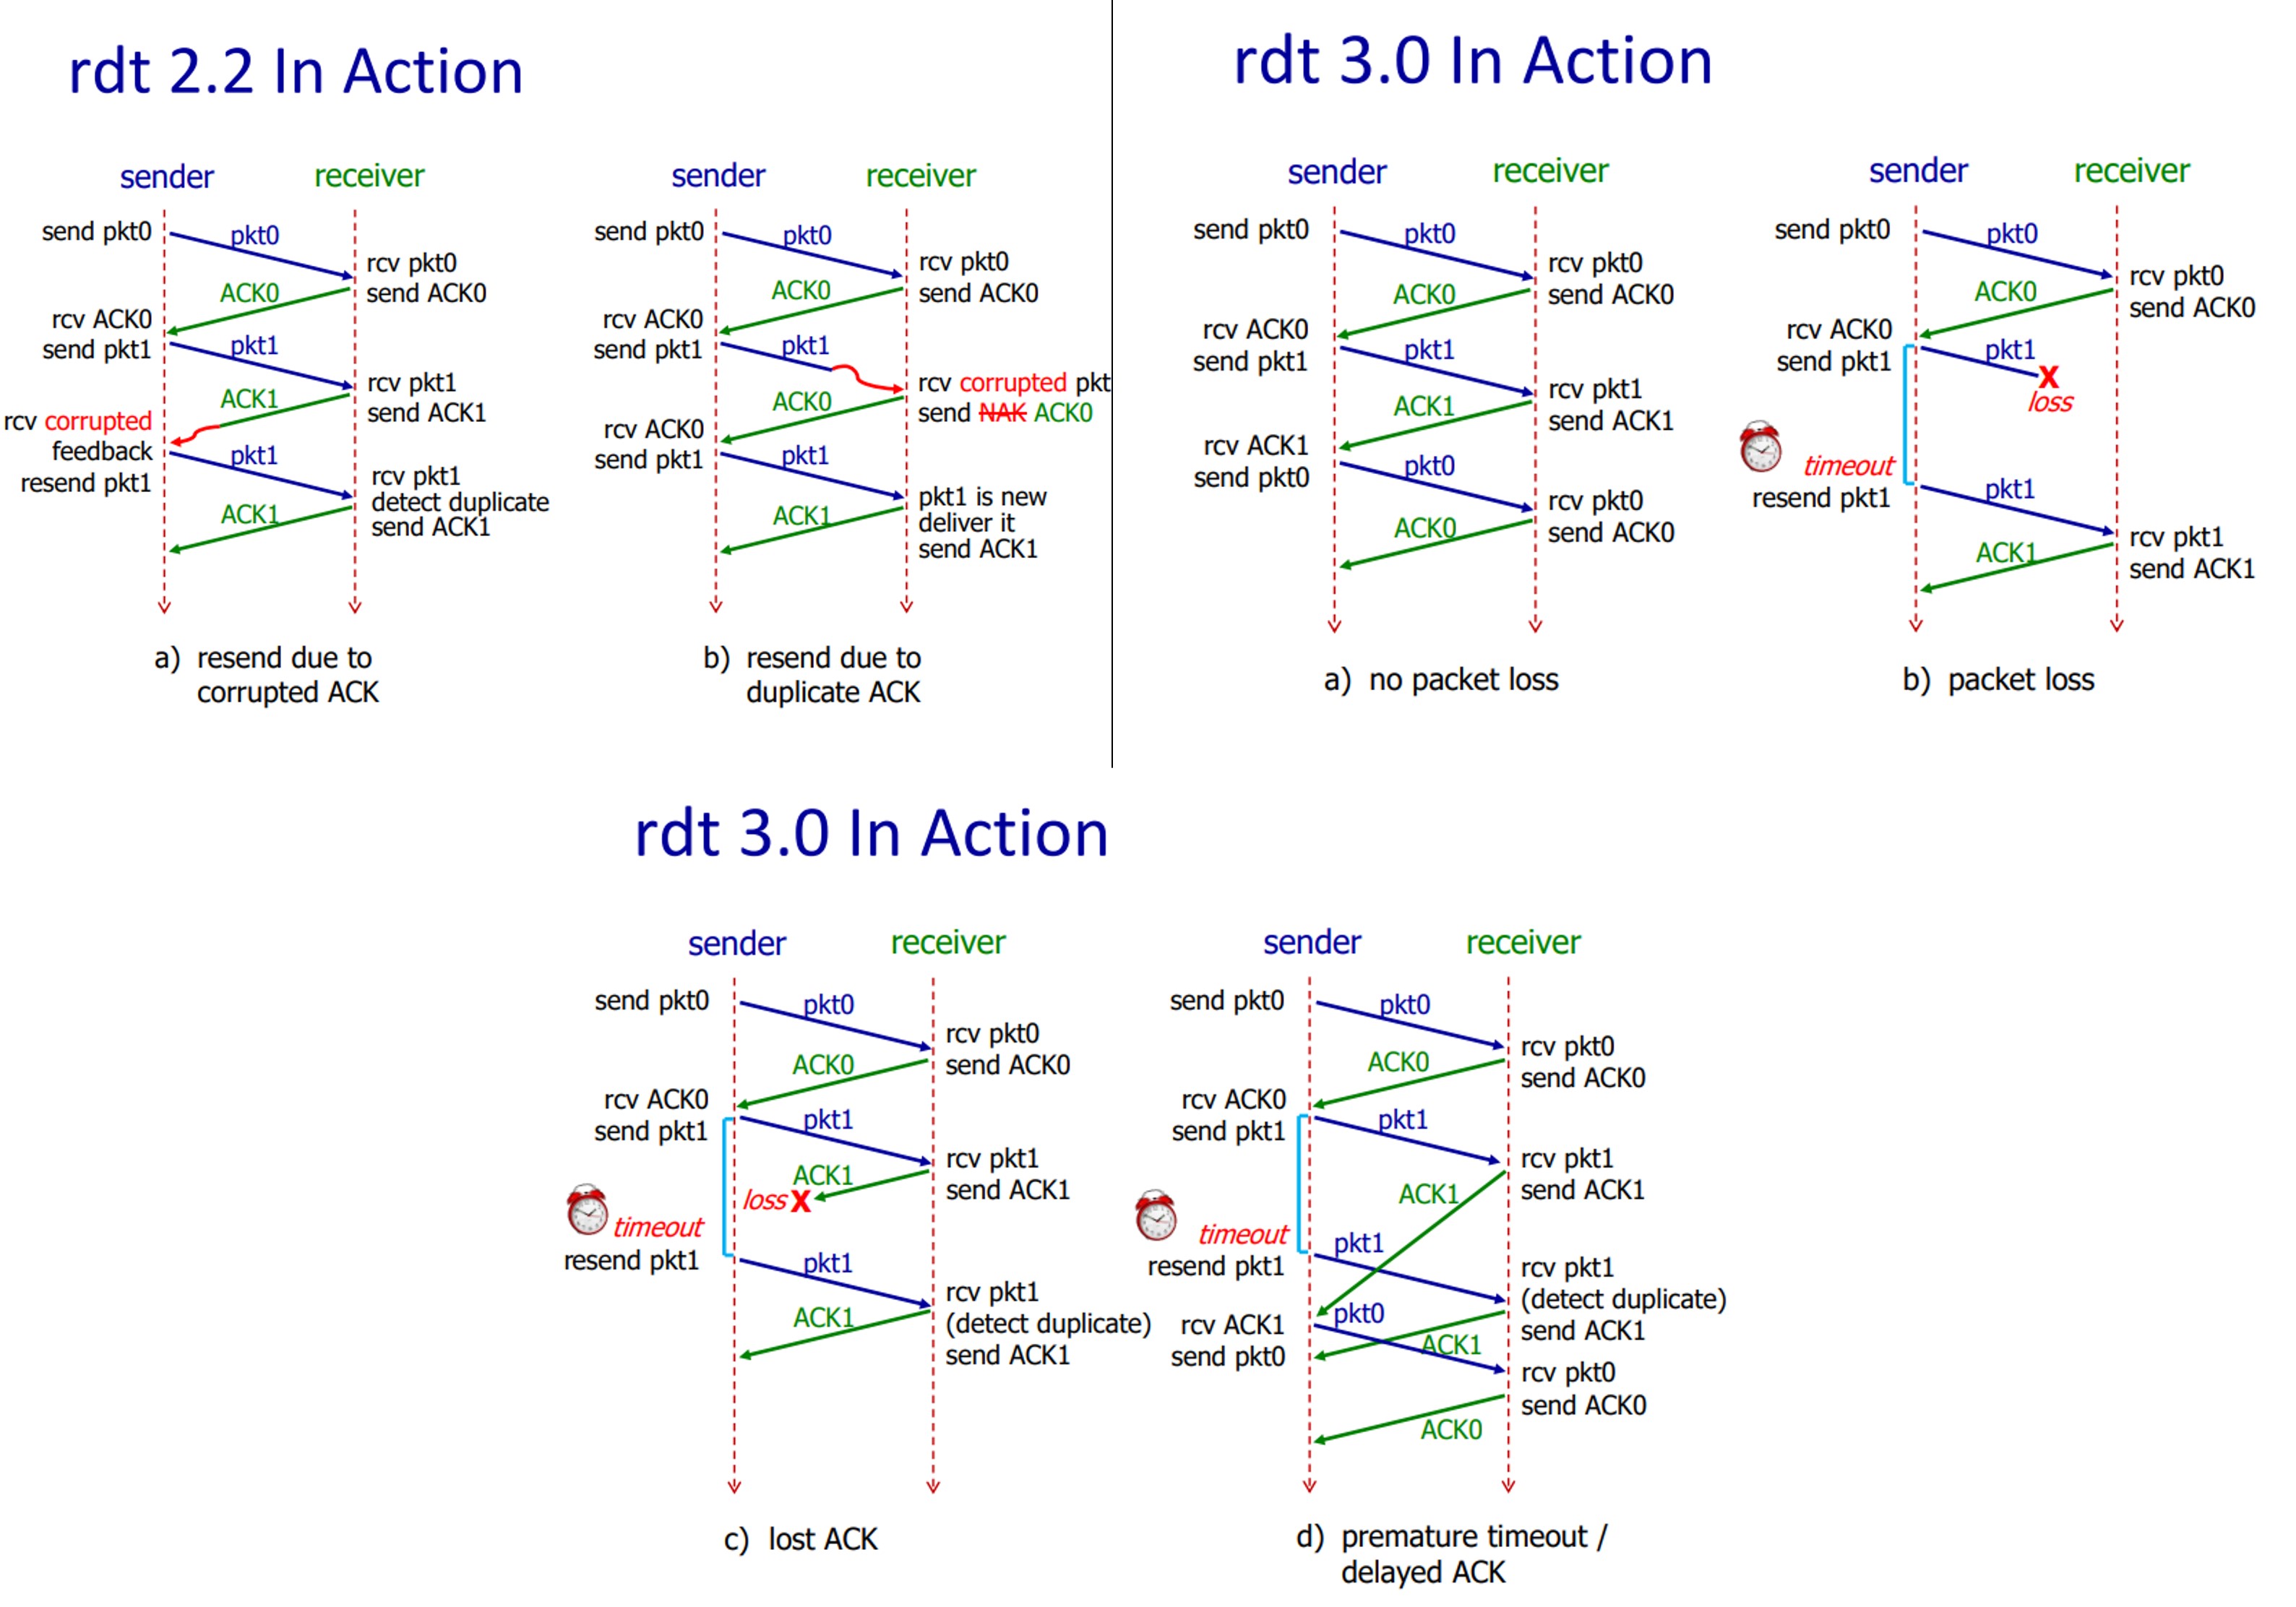 rdt 2.2 In Action
sender
receiver
send pkt0
pkt0
rcv pkt0
ACK0
send ACK0
rcv ACK0
send pkt1
pkt1
rcv pkt1
ACK1
send ACK1
rcv corrupted
feedback
resend pkt1
pkt1
rcv pkt1
detect duplicate
ACK1
send ACK1
a) resend due to
corrupted ACK
sender
receiver
send pkt0
pkt0
rcv pkt0
ACK0
send ACK0
rcv ACK0
send pkt1
pkt1
rcv corrupted pkt
ACK0
send NAK ACK0
rcv ACK0
send pkt1
pkt1
pkt1 is new
ACK1
deliver it
send ACK1
b) resend due to
duplicate ACK
rdt 3.0 In Action
sender
receiver
send pkt0
pkt0
rcv pkt0
ACK0
send ACK0
rcv ACK0
send pkt1
pkt1
rcv pkt1
ACK1
send ACK1
rcv ACK1
send pkt0
pkt0
rcv pkt0
ACK0
send ACK0
a) no packet loss
sender
receiver
send pkt0
pkt0
rcv pkt0
ACK0
send ACK0
rcv ACK0
send pkt1
pkt1
X
loss
timeout
resend pkt1
pkt1
rcv pkt1
ACK1
send ACK1
b) packet loss
rdt 3.0 In Action
sender
receiver
send pkt0
pkt0
rcv pkt0
ACK0
send ACK0
rcv ACK0
send pkt1
pkt1
rcv pkt1
ACK1
send ACK1
loss X
timeout
resend pkt1
pkt1
rcv pkt1
ACK1
(detect duplicate)
send ACK1
c) lost ACK
sender
receiver
send pkt0
pkt0
rcv pkt0
ACK0
send ACK0
rcv ACK0
send pkt1
pkt1
rcv pkt1
send ACK1
ACK1
timeout
resend pkt1
pkt1
rcv pkt1
(detect duplicate)
send ACK1
rcv ACK1
send pkt0
pkt0
ACK1
rcv pkt0
send ACK0
ACK0
d) premature timeout /
delayed ACK